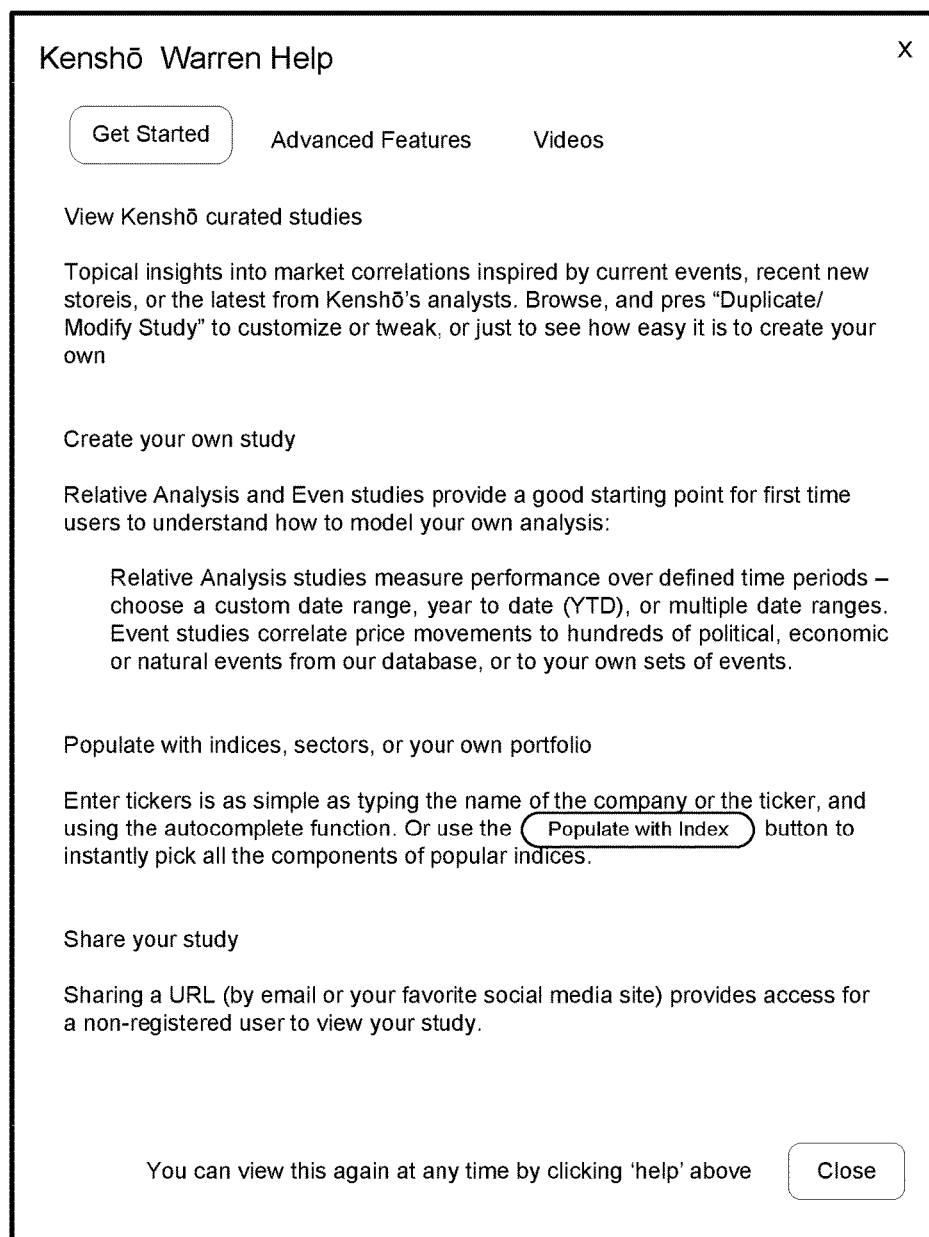 Kenshō Warren Help
X
Get Started
Advanced Features
Videos
View Kenshō curated studies
Topical insights into market correlations inspired by current events, recent new
storeis, or the latest from Kenshō's analysts. Browse, and pres “Duplicate/
Modify Study” to customize or tweak, or just to see how easy it is to create your
own
Create your own study
Relative Analysis and Even studies provide a good starting point for first time
users to understand how to model your own analysis:
Relative Analysis studies measure performance over defined time periods –
choose a custom date range, year to date (YTD), or multiple date ranges.
Event studies correlate price movements to hundreds of political, economic
or natural events from our database, or to your own sets of events.
Populate with indices, sectors, or your own portfolio
Enter tickers is as simple as typing the name of the company or the ticker, and
using the autocomplete function. Or use the Populate with Index button to
instantly pick all the components of popular indices.
Share your study
Sharing a URL (by email or your favorite social media site) provides access for
a non-registered user to view your study.
You can view this again at any time by clicking ‘help’ above
Close